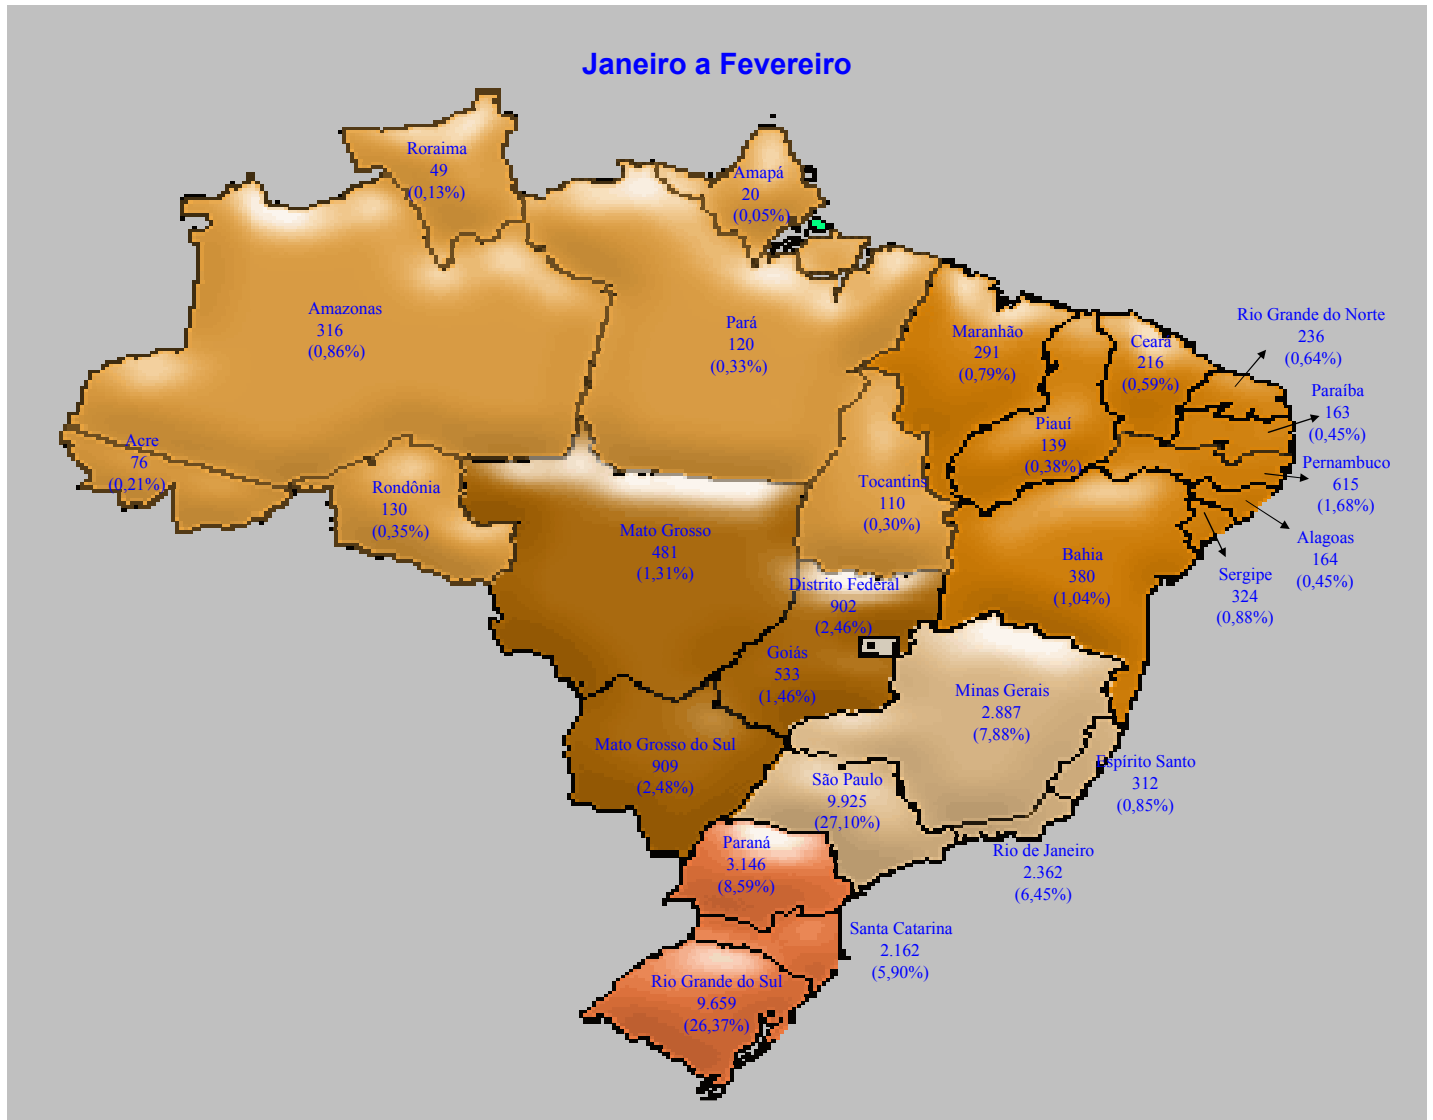 Janeiro a Fevereiro
Roraima
49
(0,13%)
Amapá
20
(0,05%)
Amazonas
316
(0,86%)
Pará
120
(0,33%)
Maranhão
291
(0,79%)
Ceará
216
(0,59%)
Rio Grande do Norte
236
(0,64%)
Paraíba
163
(0,45%)
Piauí
139
(0,38%)
Pernambuco
615
(1,68%)
Acre
76
(0,21%)
Rondônia
130
(0,35%)
Tocantins
110
(0,30%)
Mato Grosso
481
(1,31%)
Alagoas
164
(0,45%)
Sergipe
324
(0,88%)
Bahia
380
(1,04%)
Distrito Federal
902
(2,46%)
Goiás
533
(1,46%)
Minas Gerais
2.887
(7,88%)
Mato Grosso do Sul
909
(2,48%)
Espírito Santo
312
(0,85%)
São Paulo
9.925
(27,10%)
Rio de Janeiro
2.362
(6,45%)
Paraná
3.146
(8,59%)
Santa Catarina
2.162
(5,90%)
Rio Grande do Sul
9.659
(26,37%)